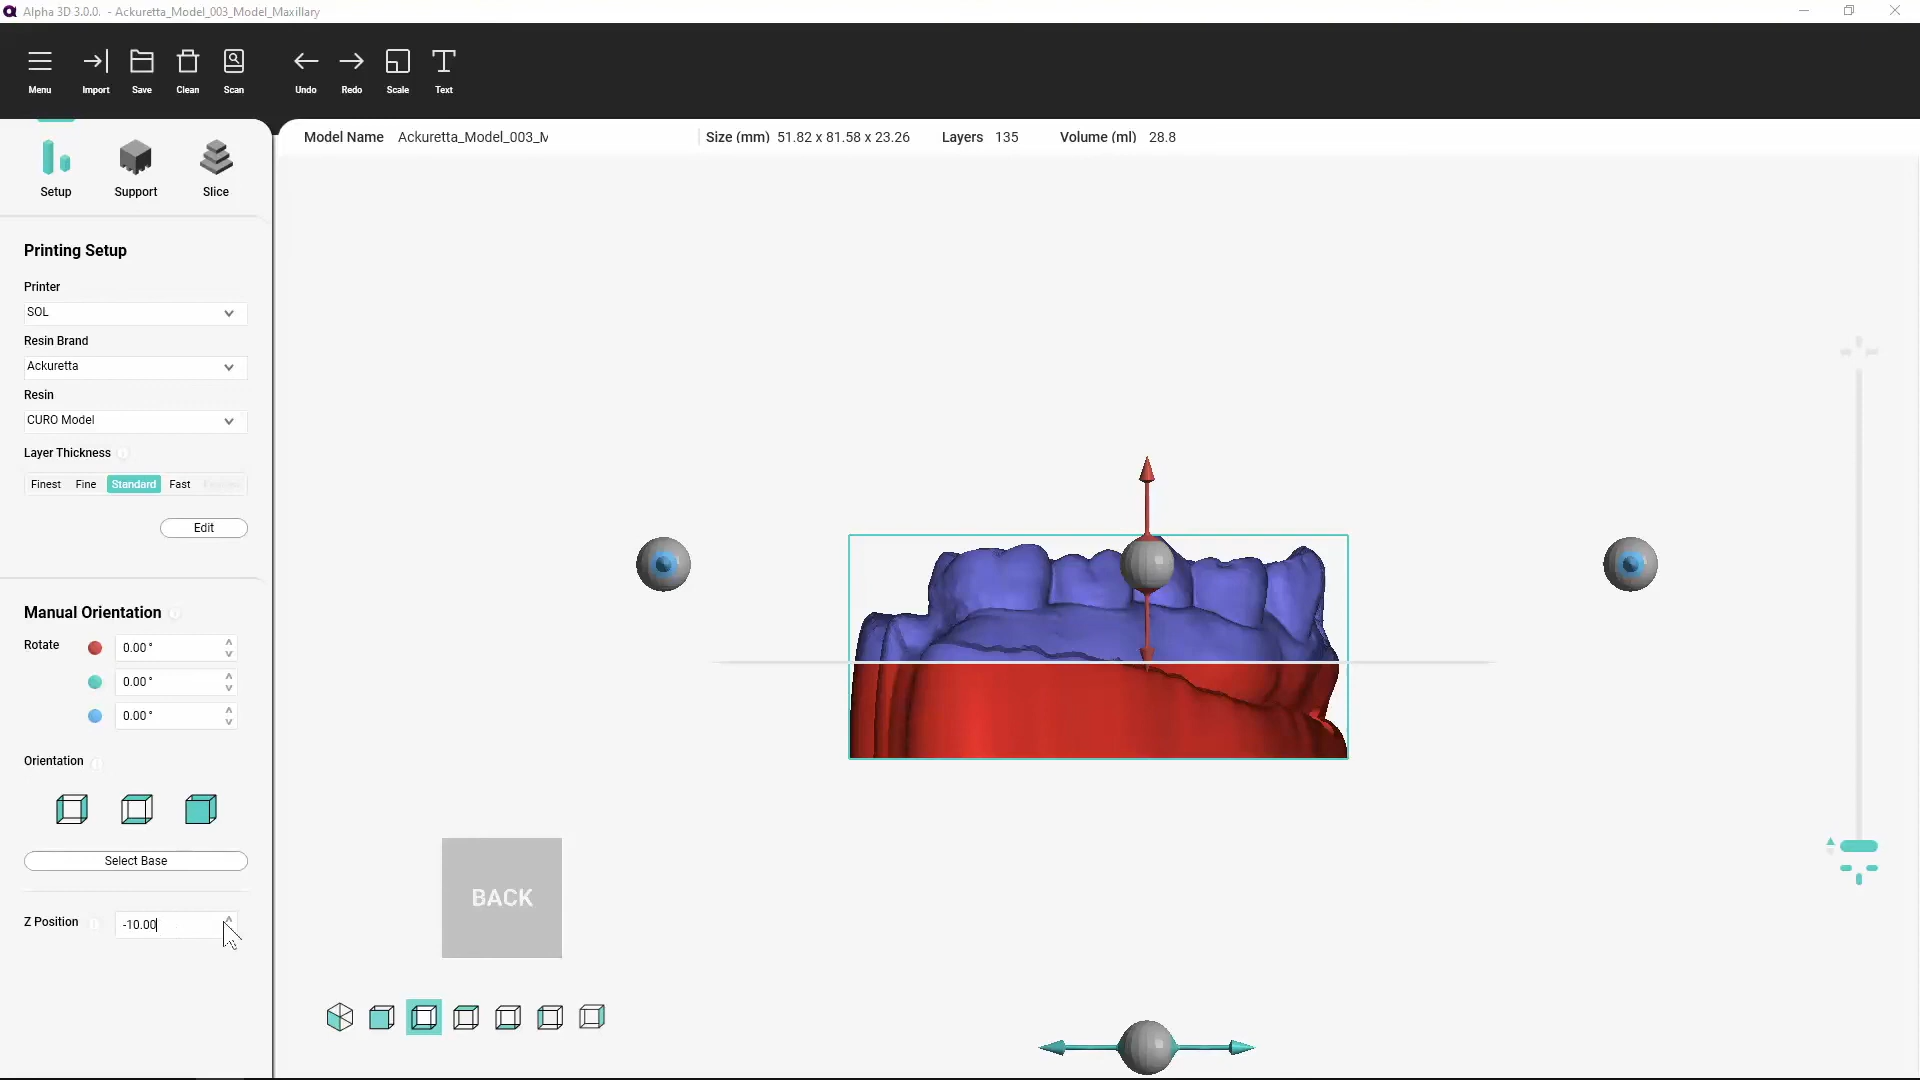 Alpha 3D 3.0.0. - Ackuretta_Model_003_Model_Maxillary
Menu Import Save Clean Scan Undo Redo Scale Text
Model Name Ackuretta_Model_003_M Size (mm) 51.82 x 81.58 x 23.26 Layers 135 Volume (ml) 28.8
Setup Support Slice
Printing Setup
Printer
SOL
Resin Brand
Ackuretta
Resin
CURO Model
Layer Thickness
Finest Fine Standard Fast
Edit
Manual Orientation
Rotate 0.00°
0.00°
0.00°
Orientation
Select Base
Z Position -10.00
BACK